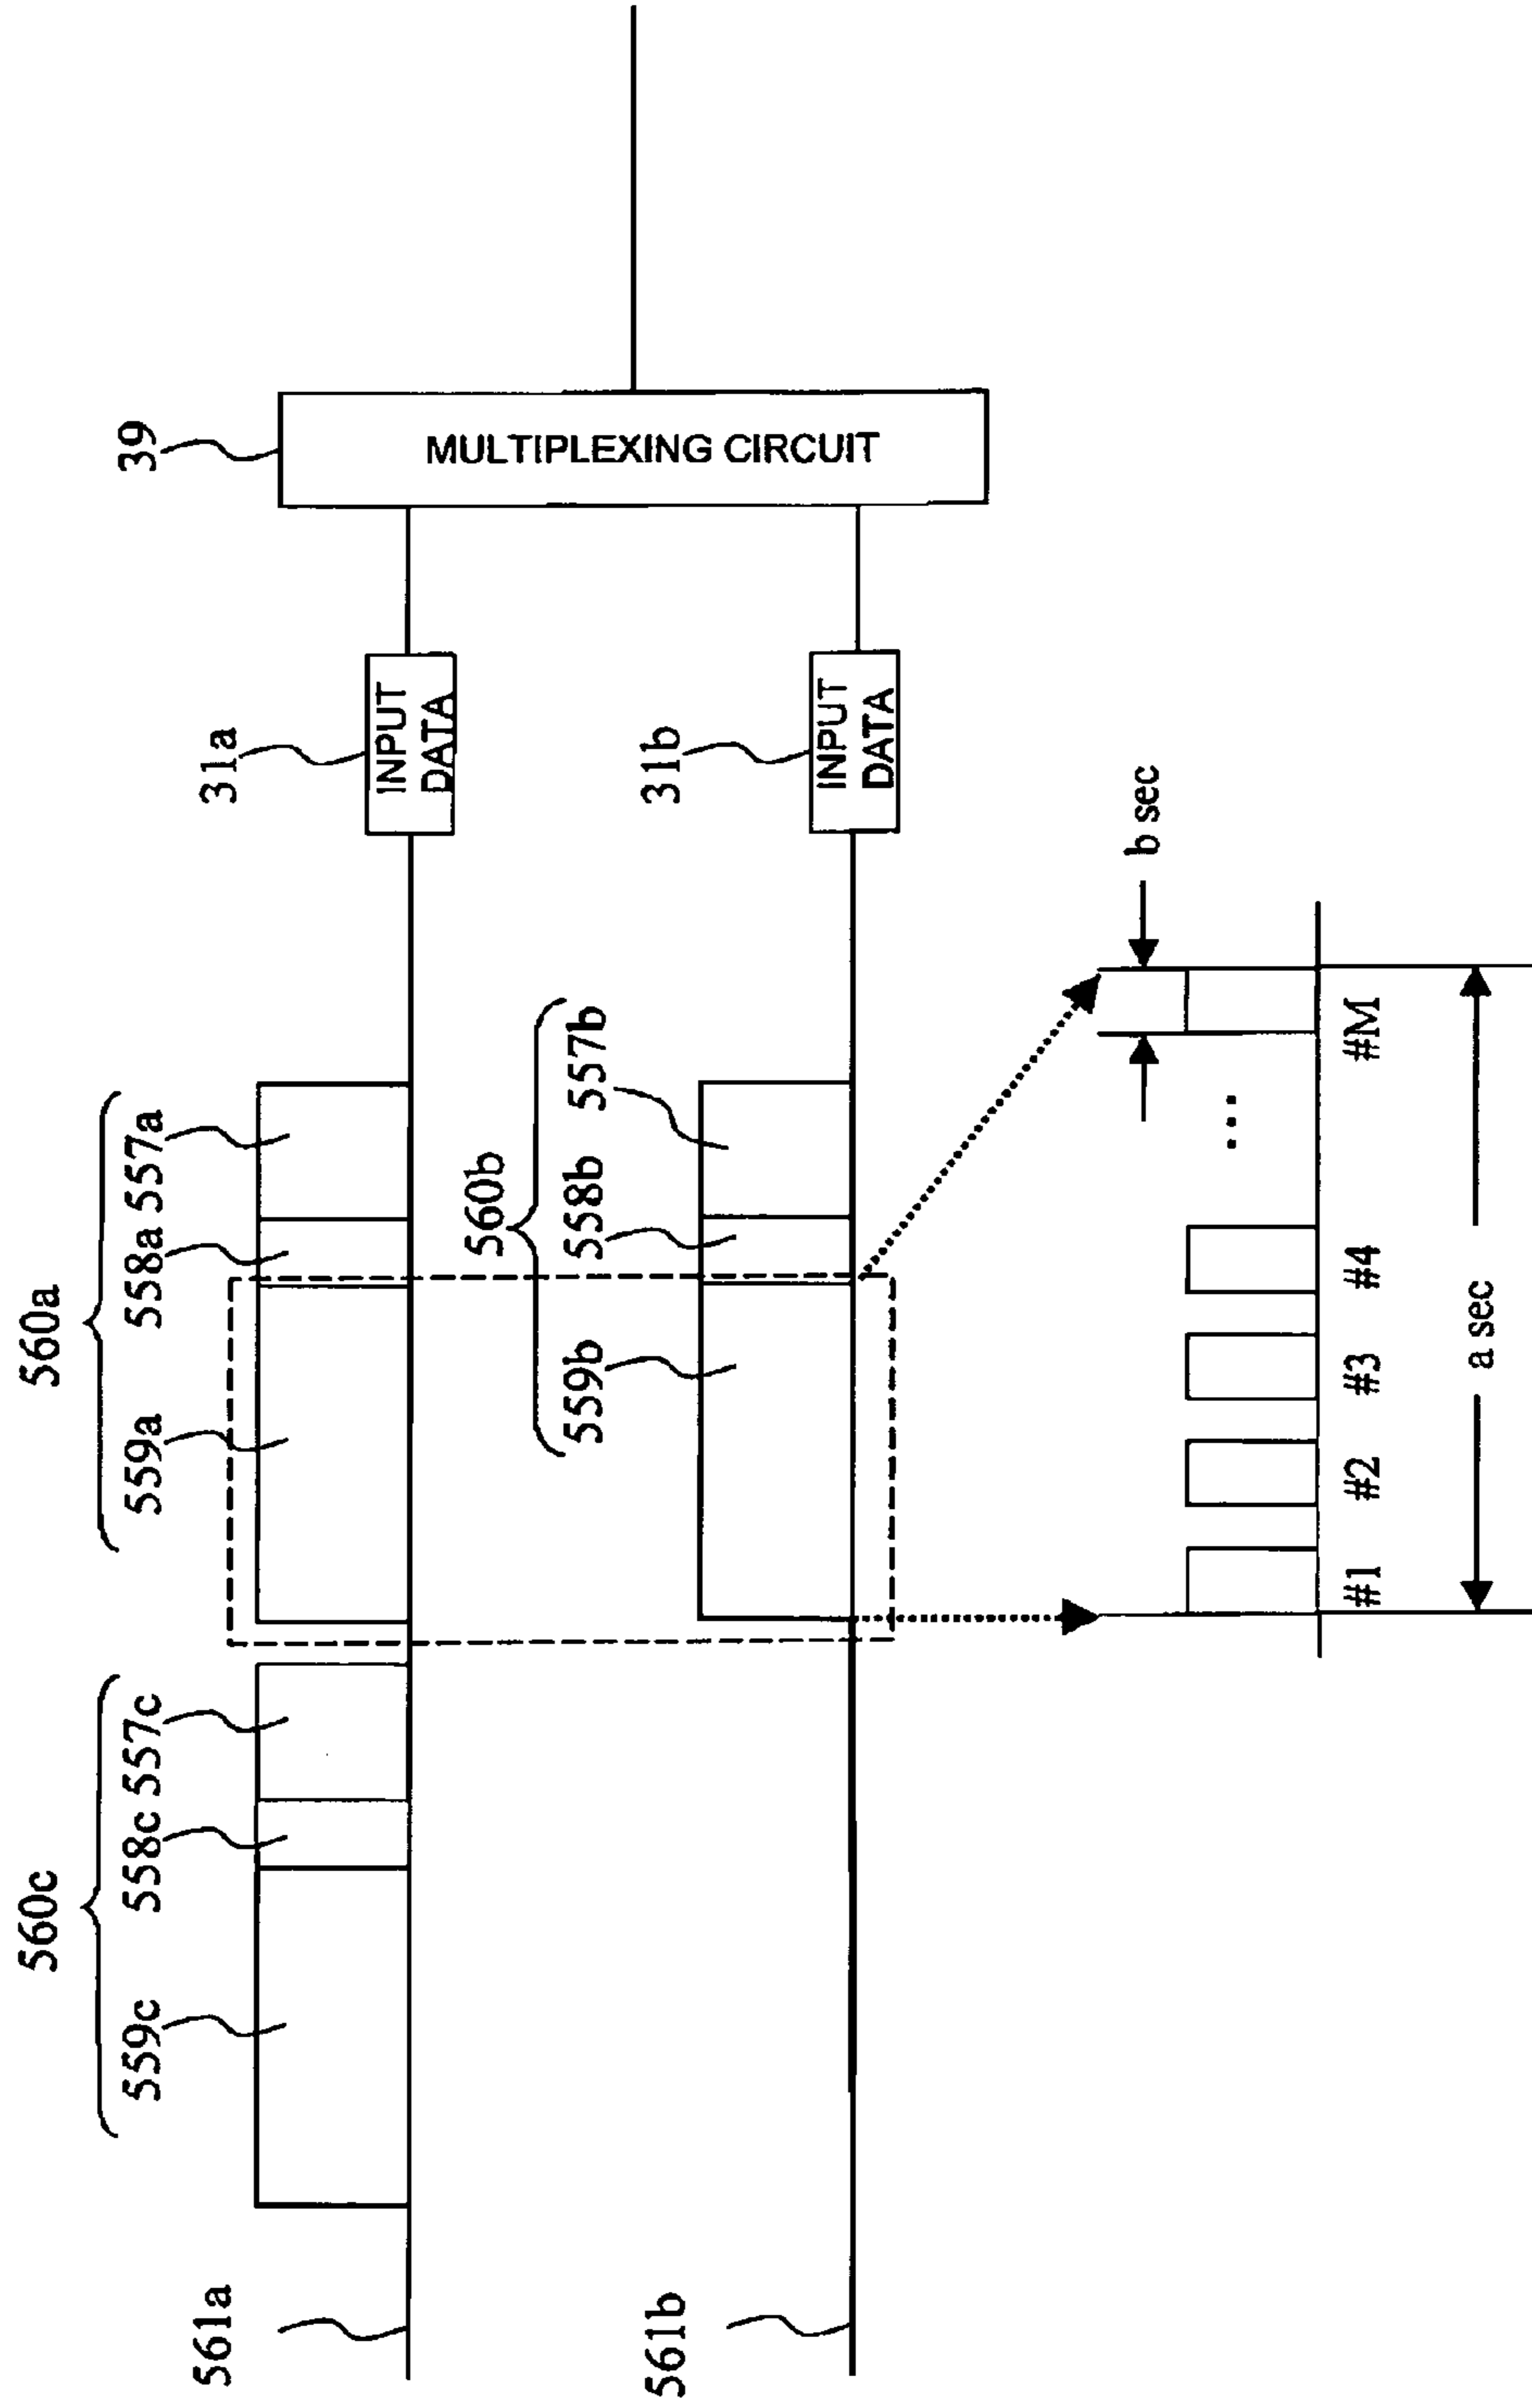 560c
560a
559c 558c 557c
559a 558a 557a
39
561a
31a
INPUT
DATA
MULTIPLEXING CIRCUIT
560b
559b 558b 557b
561b
31b
INPUT
DATA
b sec
...
#1 #2 #3 #4 #M
a sec